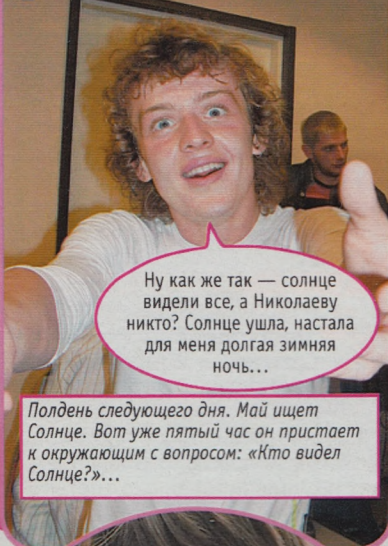 Ну как же так — солнце
видели все, а Николаеву
никто? Солнце ушла, настала
для меня долгая зимняя
ночь...
Полдень следующего дня. Май ищет
Солнце. Вот уже пятый час он пристает
к окружающим с вопросом: «Кто видел
Солнце?»...